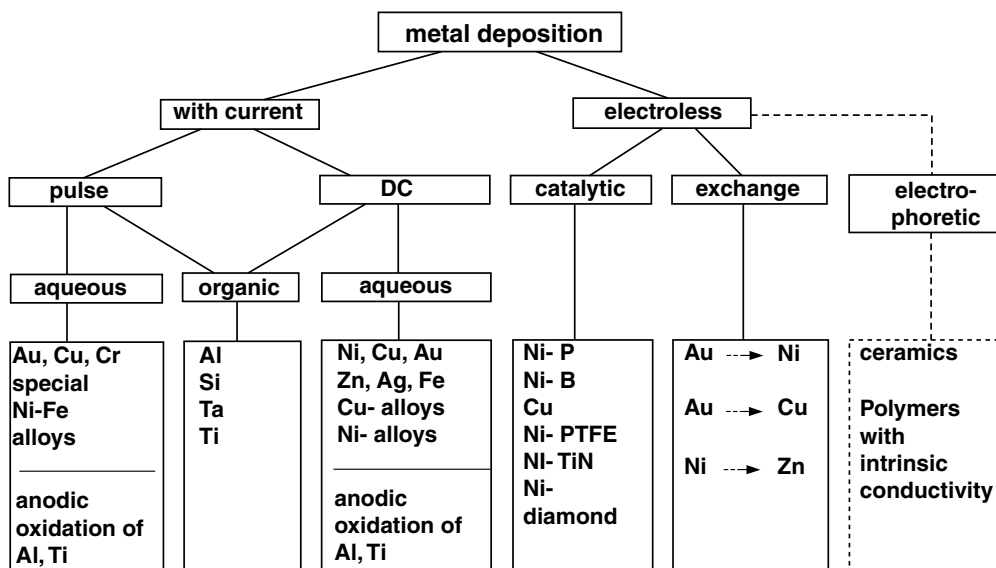 metal deposition
with current
electroless
pulse
DC
catalytic
exchange
electro-
phoretic
aqueous
organic
aqueous
Au, Cu, Cr
special
Ni-Fe
alloys
anodic
oxidation of
Al, Ti
Al
Si
Ta
Ti
Ni, Cu, Au
Zn, Ag, Fe
Cu- alloys
Ni- alloys
anodic
oxidation of
Al, Ti
Ni- P
Ni- B
Cu
Ni- PTFE
NI- TiN
Ni-
diamond
Au Ni
Au Cu
Ni Zn
ceramics
Polymers
with
intrinsic
conductivity